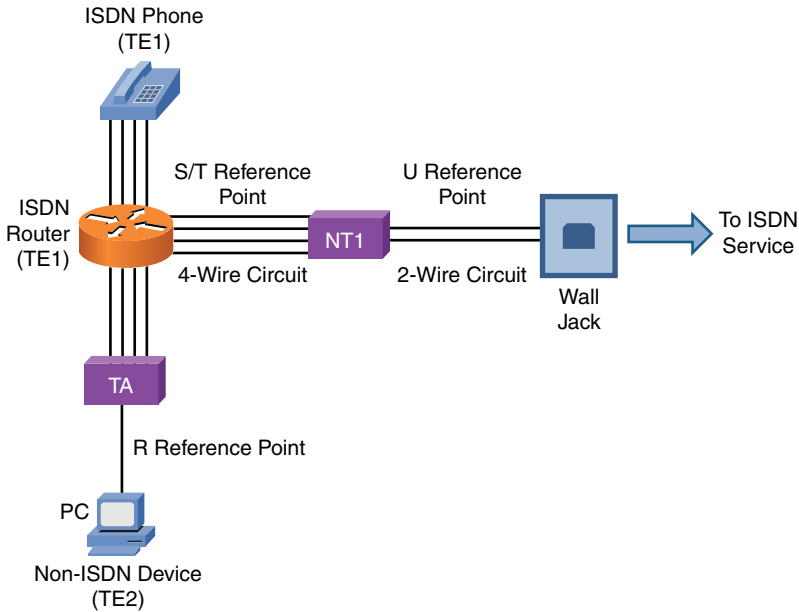 ISDN Phone
(TE1)
S/T Reference
Point
U Reference
Point
ISDN
Router
(TE1)
NT1
To ISDN
Service
4-Wire Circuit
2-Wire Circuit
Wall
Jack
TA
R Reference Point
PC
Non-ISDN Device
(TE2)